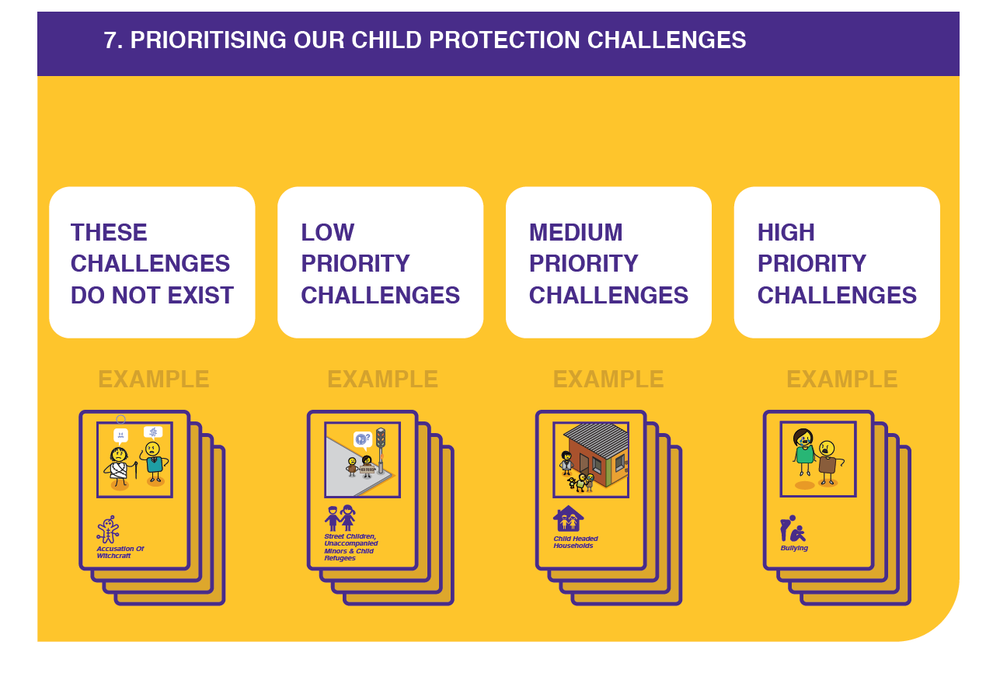 7. PRIORITISING OUR CHILD PROTECTION CHALLENGES
THESE
CHALLENGES
DO NOT EXIST
LOW
PRIORITY
CHALLENGES
MEDIUM
PRIORITY
CHALLENGES
HIGH
PRIORITY
CHALLENGES
EXAMPLE
EXAMPLE
EXAMPLE
EXAMPLE
?
Accusation Of
Witchcraft
Street Children,
Unaccompanied
Minors & Child
Refugees
Child Headed
Households
Bullying